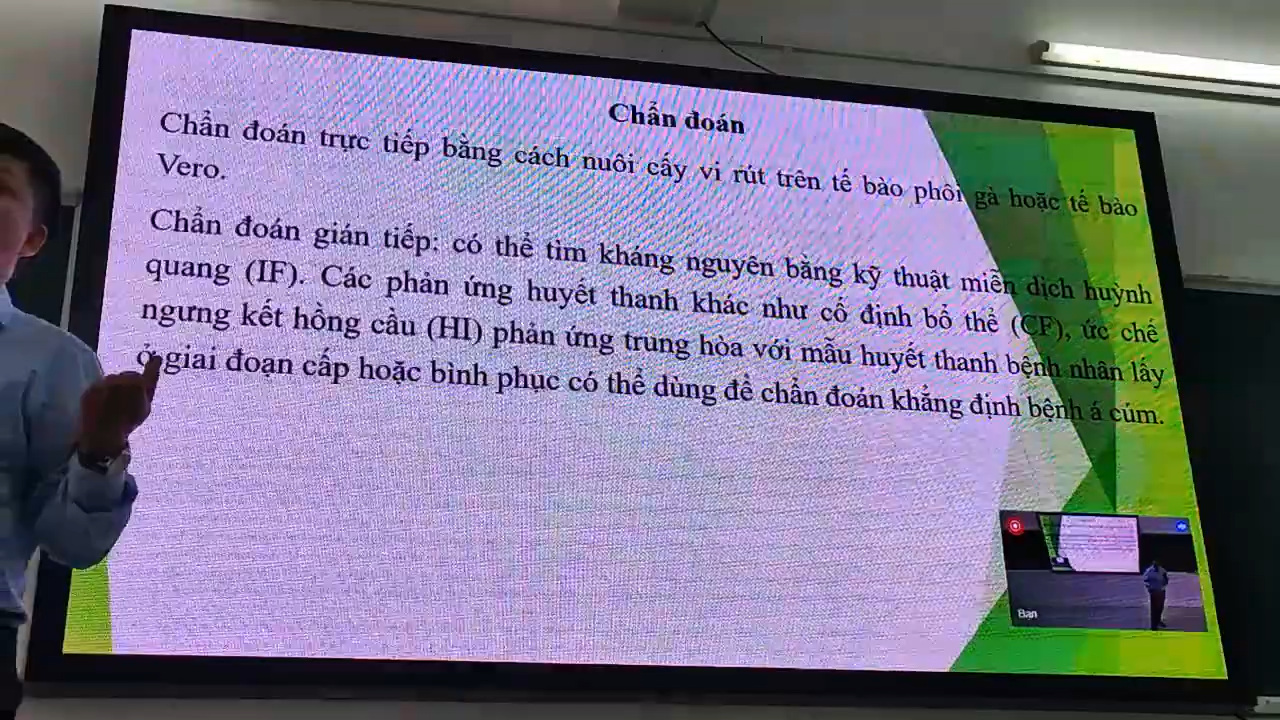 Chẩn đoán
Chẩn đoán trực tiếp bằng cách nuôi cấy vi rút trên tế bào phôi gà hoặc tế bào
Vero.
Chẩn đoán gián tiếp: có thể tìm kháng nguyên bằng kỹ thuật miễn dịch huỳnh
quang (IF). Các phản ứng huyết thanh khác như cố định bổ thể (CF), ức chế
ngưng kết hồng cầu (HI) phản ứng trung hòa với mẫu huyết thanh bệnh nhân lấy
ở giai đoạn cấp hoặc bình phục có thể dùng để chẩn đoán khẳng định bệnh á cúm.
Bạn